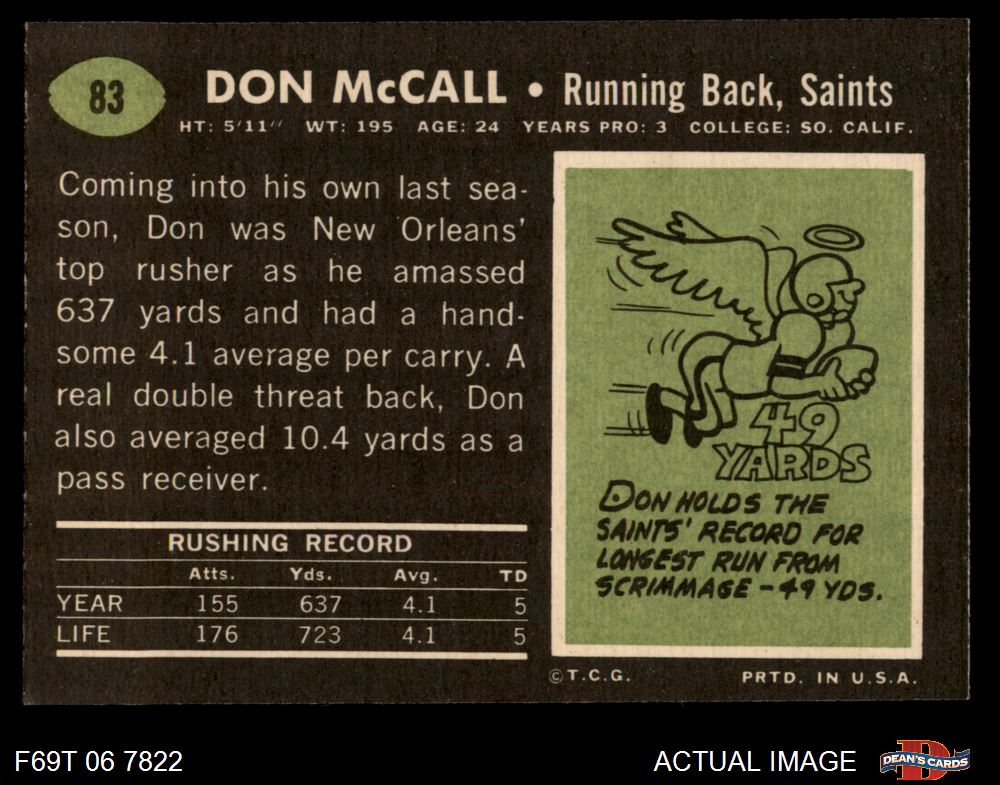 83
DON McCALL • Running Back, Saints
HT: 5'11" WT: 195 AGE: 24 YEARS PRO: 3 COLLEGE: SO. CALIF.
Coming into his own last sea-
son, Don was New Orleans'
top rusher as he amassed
637 yards and had a hand-
some 4.1 average per carry. A
real double threat back, Don
also averaged 10.4 yards as a
pass receiver.
RUSHING RECORD
Atts. Yds. Avg. TD
YEAR 155 637 4.1 5
LIFE 176 723 4.1 5
49
YARDS
DON HOLDS THE
SAINTS' RECORD FOR
LONGEST RUN FROM
SCRIMMAGE - 49 YDS.
© T.C.G. PRTD. IN U.S.A.
F69T 06 7822 ACTUAL IMAGE
DEAN'S CARDS